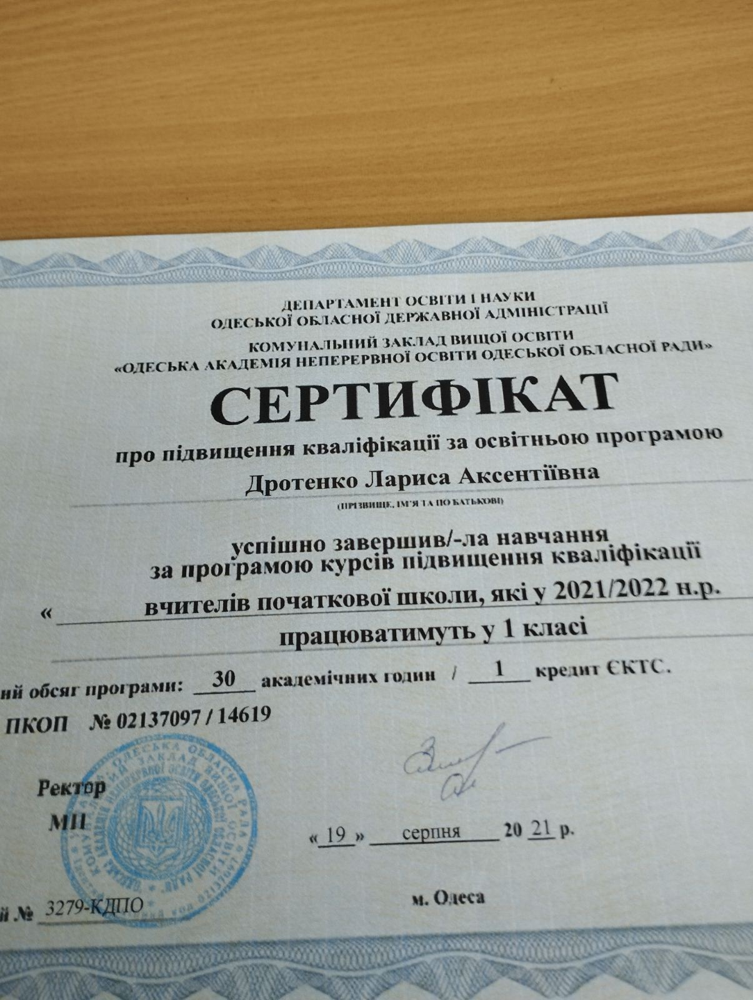 ДЕПАРТАМЕНТ ОСВІТИ І НАУКИ
ОДЕСЬКОЇ ОБЛАСНОЇ ДЕРЖАВНОЇ АДМІНІСТРАЦІЇ
КОМУНАЛЬНИЙ ЗАКЛАД ВИЩОЇ ОСВІТИ
«ОДЕСЬКА АКАДЕМІЯ НЕПЕРЕРВНОЇ ОСВІТИ ОДЕСЬКОЇ ОБЛАСНОЇ РАДИ»
СЕРТИФІКАТ
про підвищення кваліфікації за освітньою програмою
Дротенко Лариса Аксентіївна
(ПРІЗВИЩЕ, ІМ'Я ТА ПО БАТЬКОВІ)
успішно завершив/-ла навчання
за програмою курсів підвищення кваліфікації
« вчителів початкової школи, які у 2021/2022 н.р.
працюватимуть у 1 класі
ий обсяг програми: 30 академічних годин / 1 кредит ЄКТС.
ПКОП № 02137097 / 14619
Ректор
МП
«19» серпня 2021 р.
й № 3279-КДПО
м. Одеса